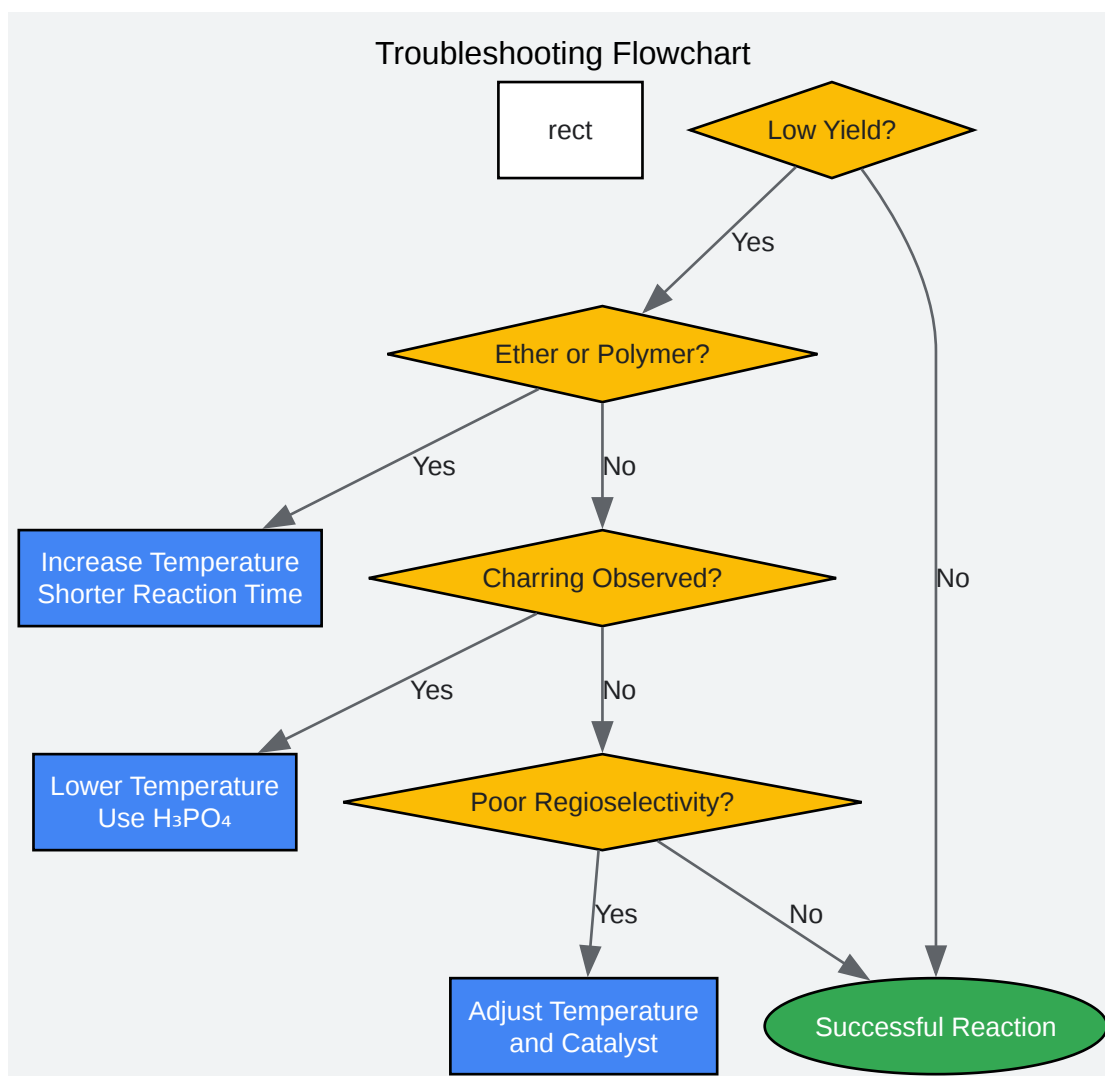 Troubleshooting Flowchart
rect
Low Yield?
Yes
Ether or Polymer?
Yes
No
Increase Temperature
Shorter Reaction Time
Charring Observed?
No
Yes
No
Lower Temperature
Use H₃PO₄
Poor Regioselectivity?
Yes
No
Adjust Temperature
and Catalyst
Successful Reaction